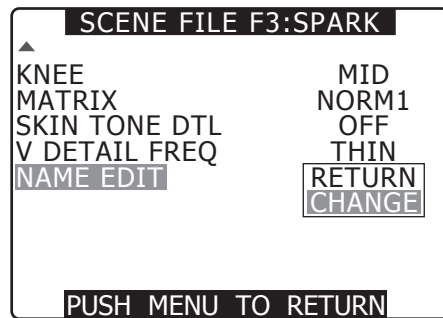 SCENE FILE F3:SPARK
KNEE MID
MATRIX NORM1
SKIN TONE DTL OFF
V DETAIL FREQ THIN
NAME EDIT RETURN
CHANGE
PUSH MENU TO RETURN